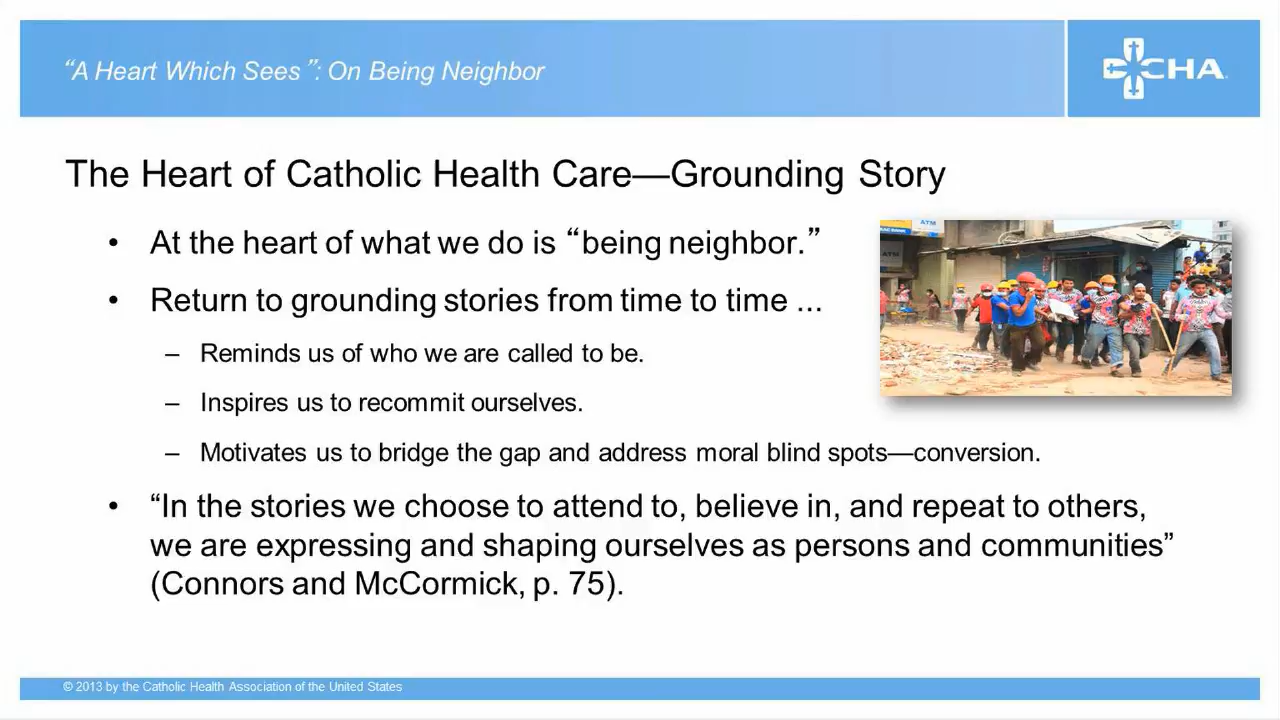 “A Heart Which Sees”: On Being Neighbor
CHA
The Heart of Catholic Health Care—Grounding Story
• At the heart of what we do is “being neighbor.”
• Return to grounding stories from time to time ...
– Reminds us of who we are called to be.
– Inspires us to recommit ourselves.
– Motivates us to bridge the gap and address moral blind spots—conversion.
• “In the stories we choose to attend to, believe in, and repeat to others,
we are expressing and shaping ourselves as persons and communities”
(Connors and McCormick, p. 75).
ATM
ATM
© 2013 by the Catholic Health Association of the United States